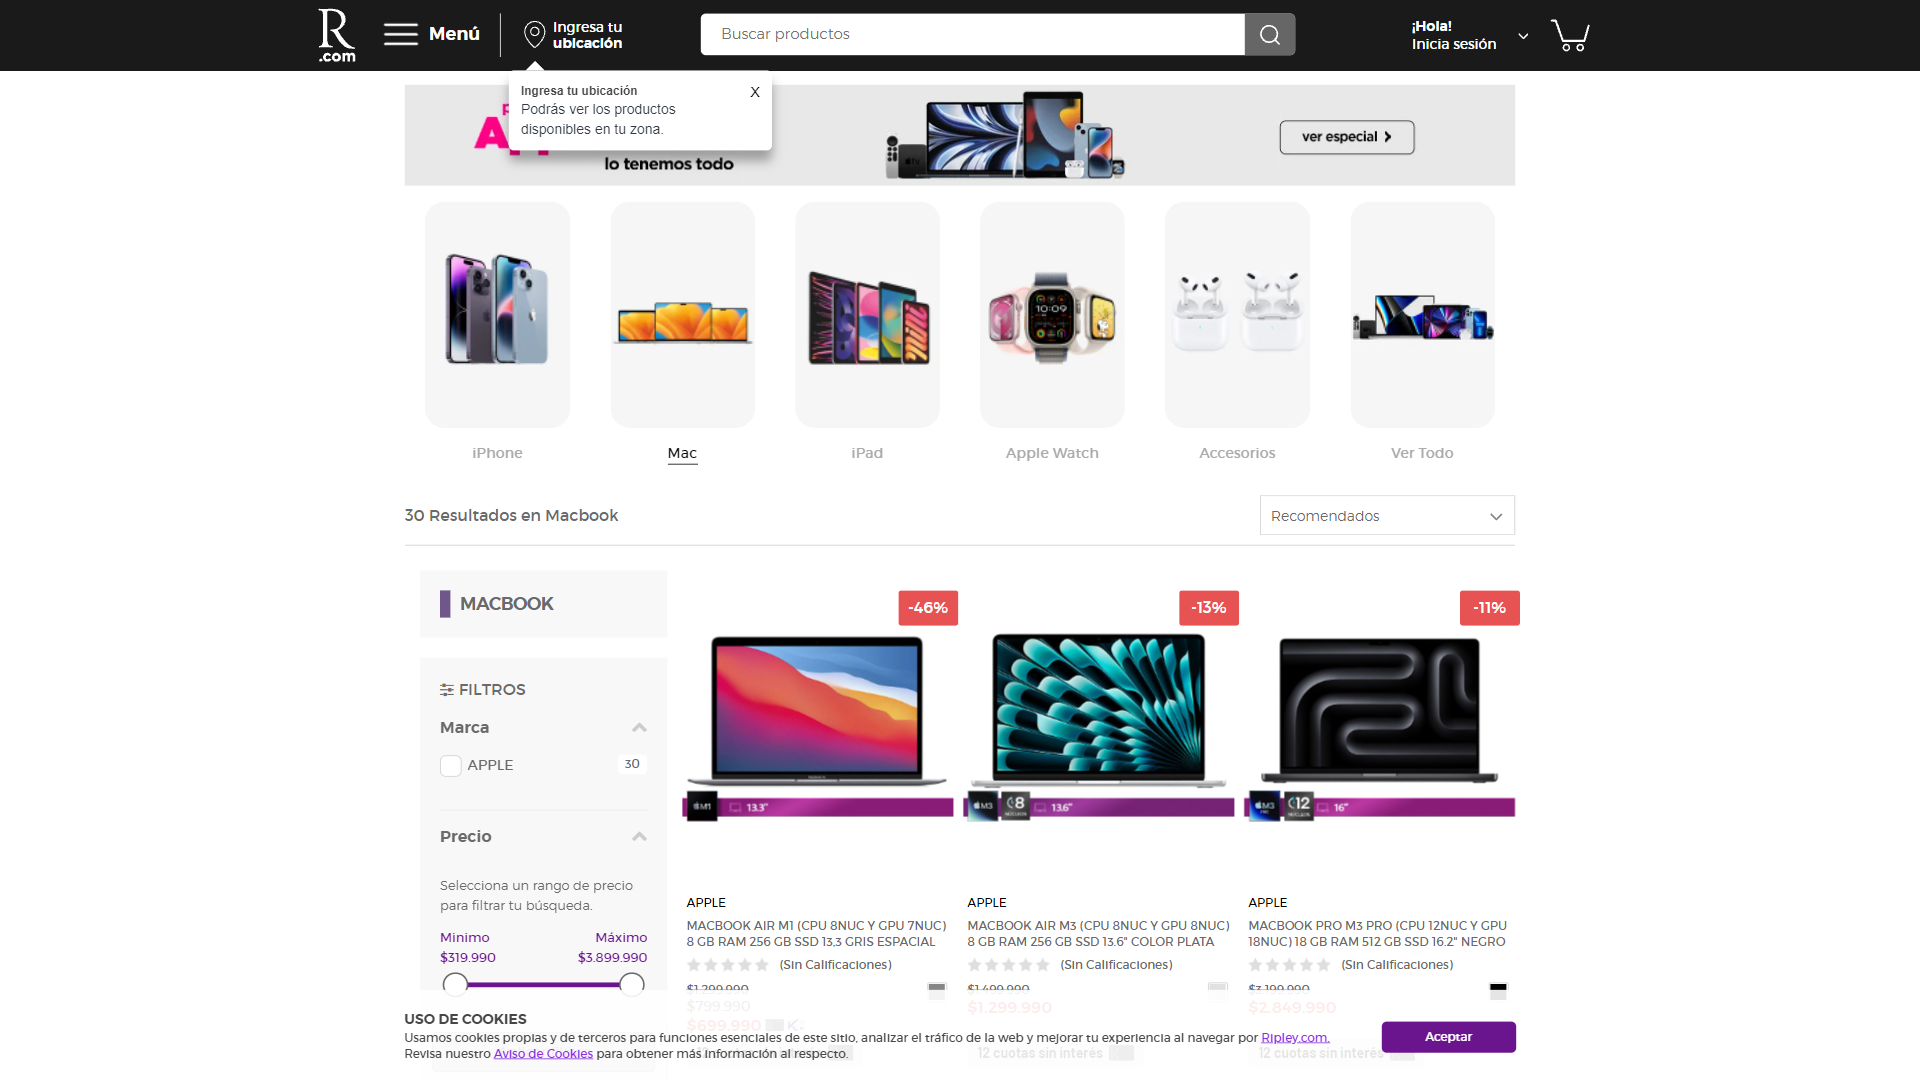 R
.com
Menú
Ingresa tu
ubicación
Buscar productos
¡Hola!
Inicia sesión
Ingresa tu ubicación
X
Podrás ver los productos
disponibles en tu zona.
lo tenemos todo
ver especial
iPhone
Mac
iPad
Apple Watch
Accesorios
Ver Todo
30 Resultados en Macbook
Recomendados
MACBOOK
FILTROS
Marca
APPLE
30
Precio
Selecciona un rango de precio
para filtrar tu búsqueda.
Minimo
Máximo
$319.990
$3.899.990
-46%
M1
13.3"
APPLE
MACBOOK AIR M1 (CPU 8NUC Y GPU 7NUC)
8 GB RAM 256 GB SSD 13,3 GRIS ESPACIAL
(Sin Calificaciones)
$1.299.990
$799.990
$699.990
-13%
M3
8
NÚCLEOS
13.6"
APPLE
MACBOOK AIR M3 (CPU 8NUC Y GPU 8NUC)
8 GB RAM 256 GB SSD 13.6" COLOR PLATA
(Sin Calificaciones)
$1.499.990
$1.299.990
12 cuotas sin interés
-11%
M3
PRO
12
NÚCLEOS
16"
APPLE
MACBOOK PRO M3 PRO (CPU 12NUC Y GPU
18NUC) 18 GB RAM 512 GB SSD 16.2" NEGRO
(Sin Calificaciones)
$3.199.990
$2.849.990
12 cuotas sin interés
USO DE COOKIES
Usamos cookies propias y de terceros para funciones esenciales de este sitio, analizar el tráfico de la web y mejorar tu experiencia al navegar por Ripley.com.
Revisa nuestro Aviso de Cookies para obtener más información al respecto.
Aceptar